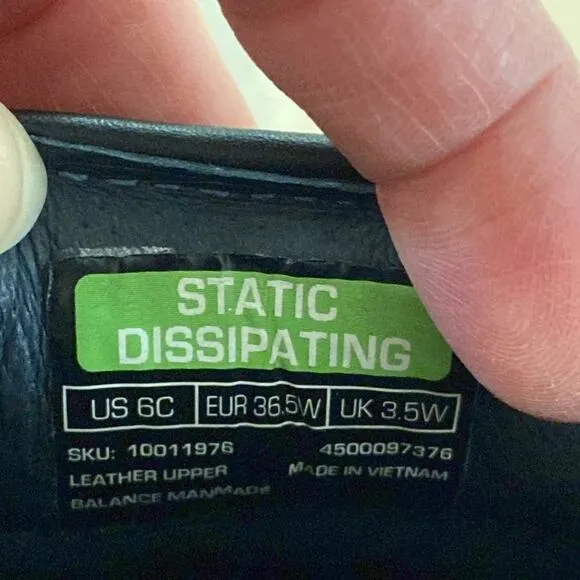 STATIC
DISSIPATING
US 6C EUR 36.5W UK 3.5W
SKU: 10011976 4500097376
LEATHER UPPER MADE IN VIETNAM
BALANCE MANMADE